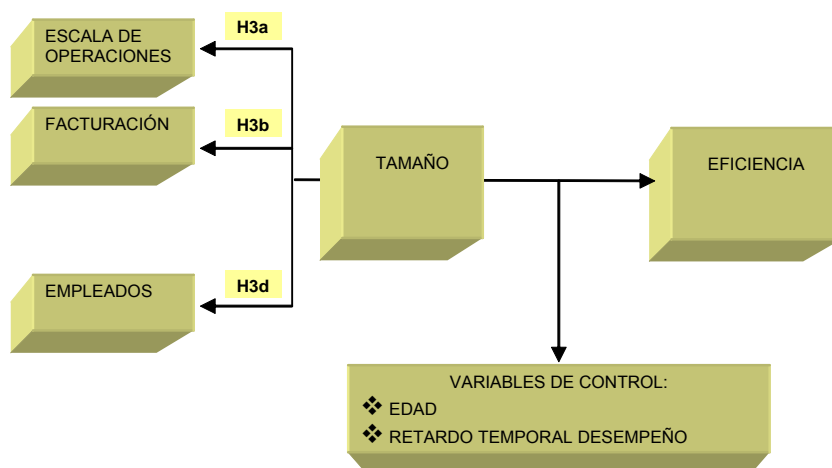 ESCALA DE
OPERACIONES
H3a
FACTURACIÓN
H3b
TAMAÑO
EFICIENCIA
EMPLEADOS
H3d
VARIABLES DE CONTROL:
EDAD
RETARDO TEMPORAL DESEMPEÑO